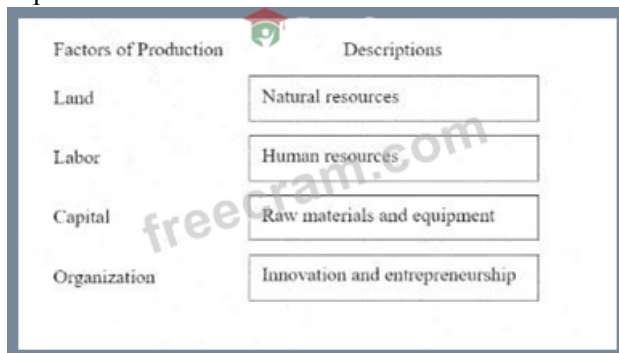 Factors of Production Descriptions
Land Natural resources
Labor Human resources
Capital Raw materials and equipment
Organization Innovation and entrepreneurship
freecram.com